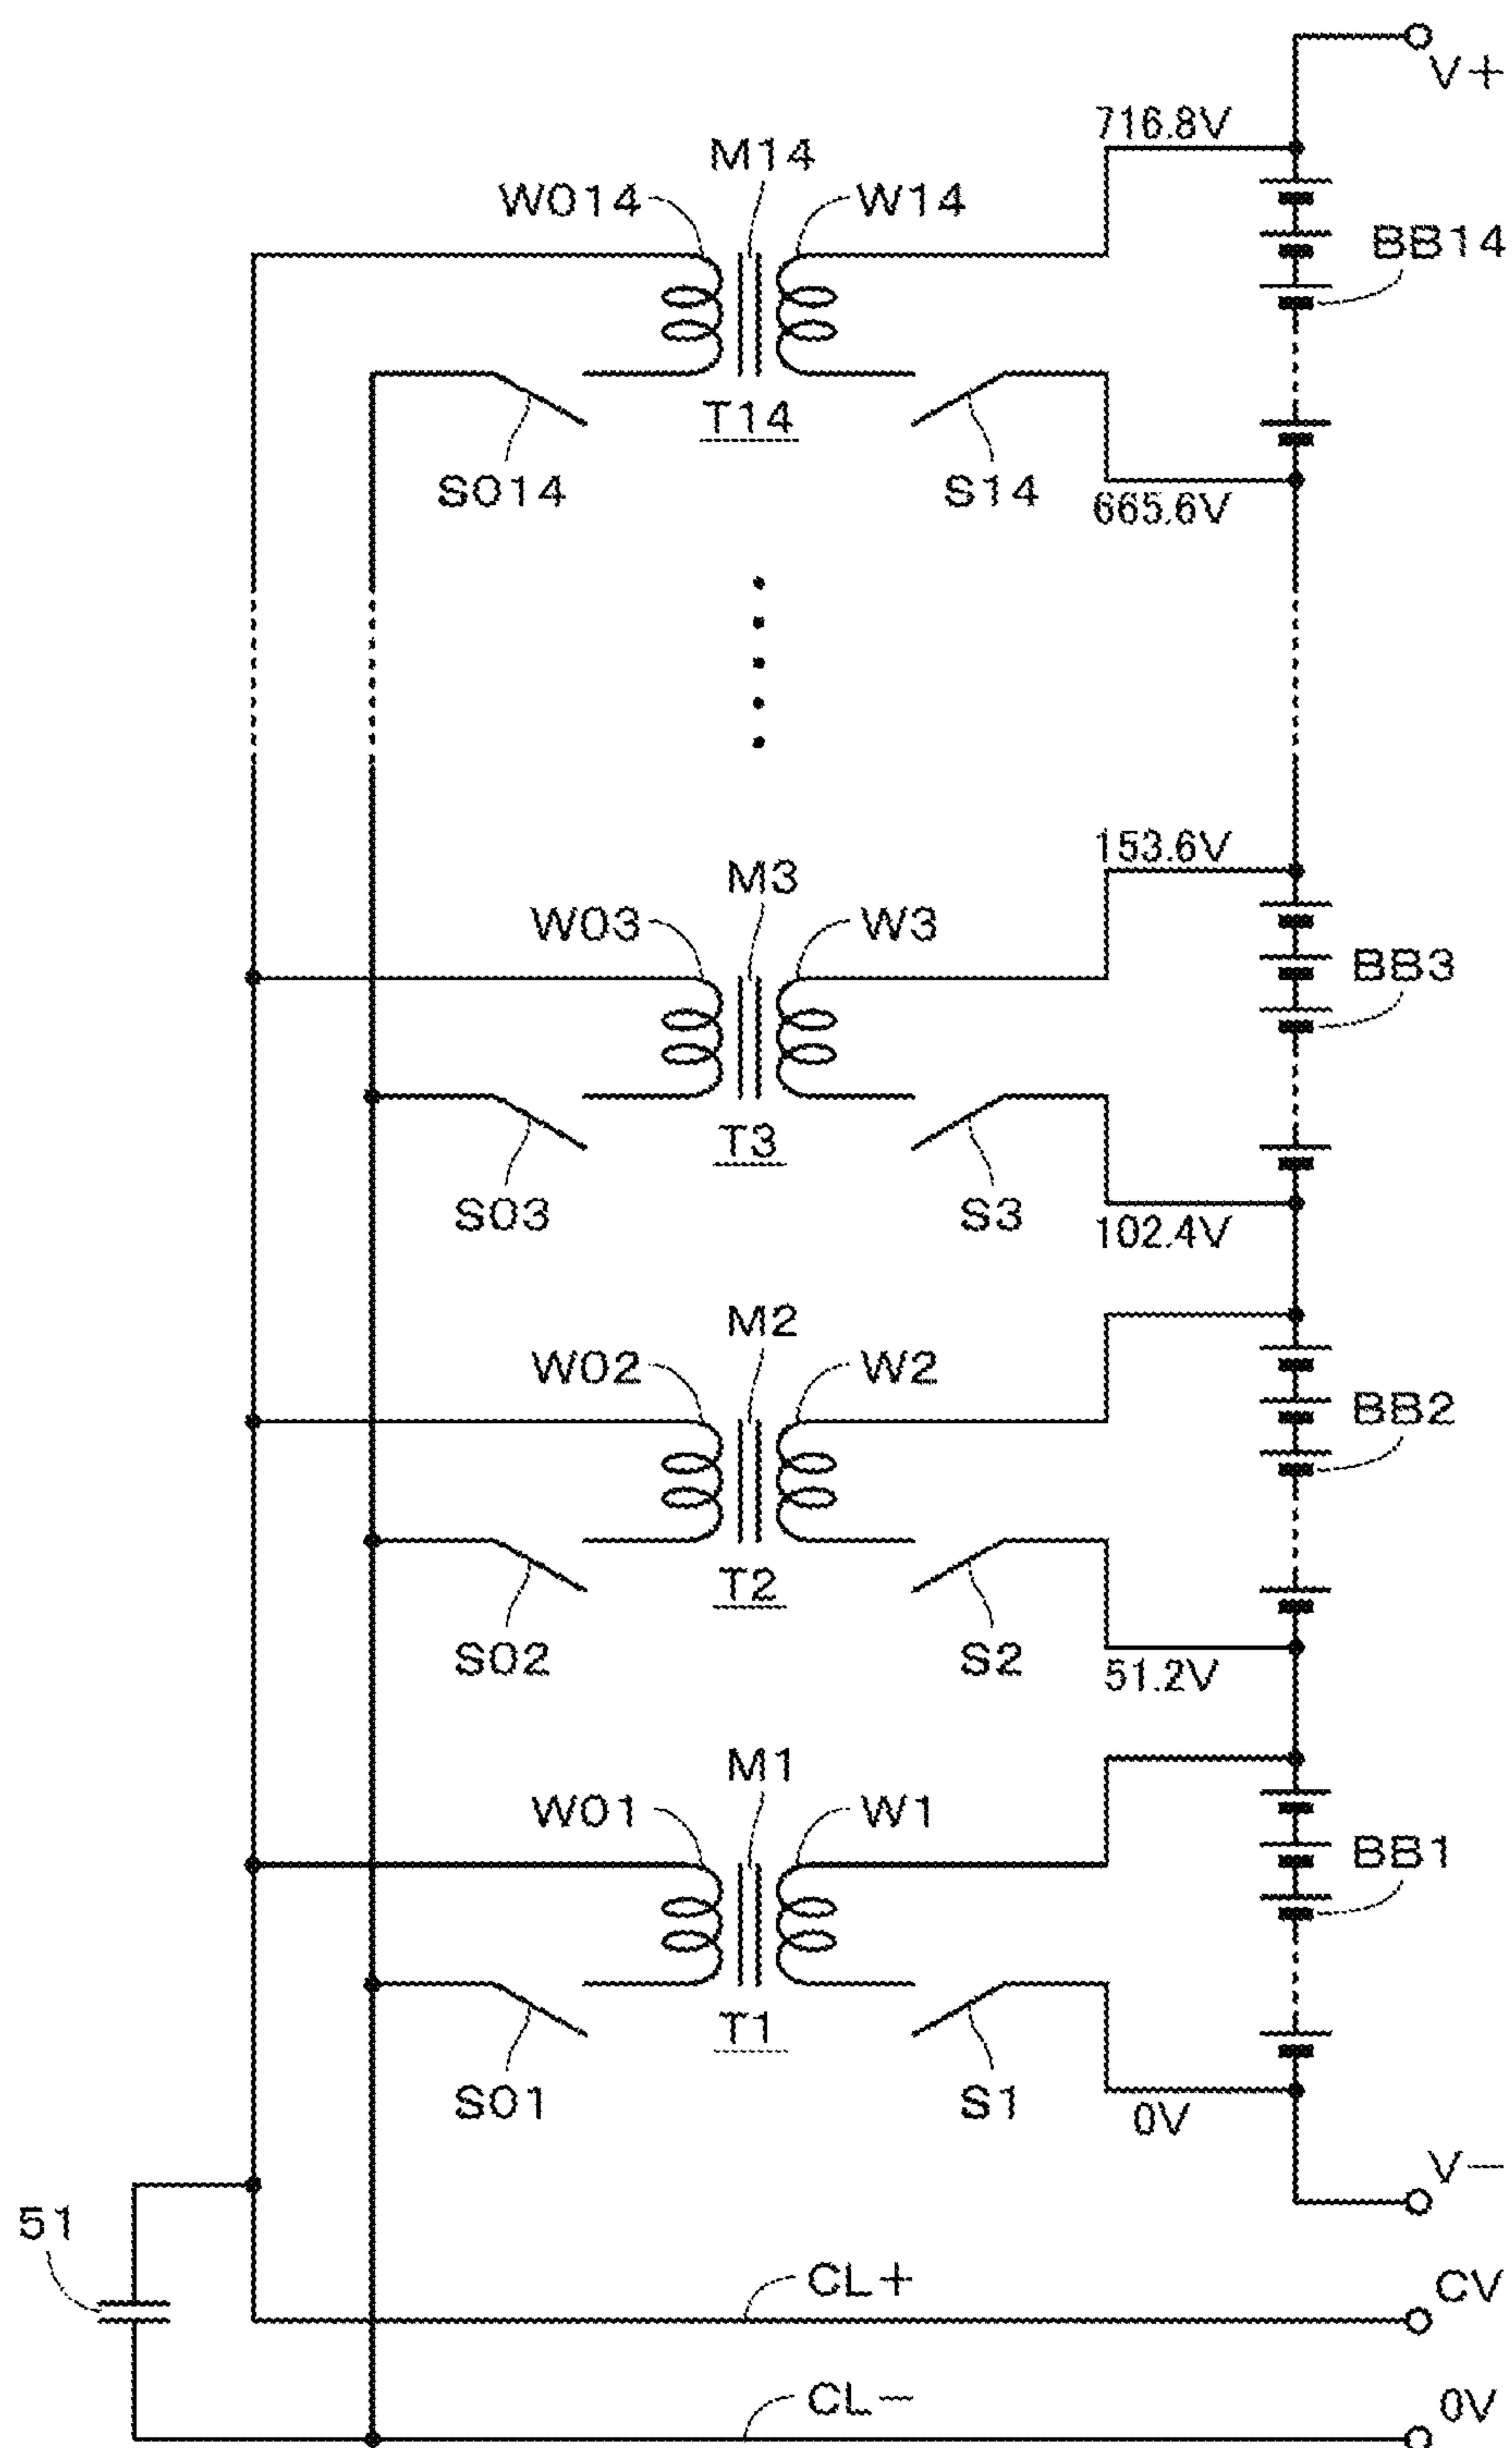 V+
716.8V
M14
W014
W14
BB14
T14
S014
S14
665.6V
153.6V
M3
W03
W3
BB3
T3
S03
S3
102.4V
M2
W02
W2
BB2
T2
S02
S2
51.2V
M1
W01
W1
BB1
T1
S01
S1
0V
V−
51
CL+
CV
CL−
0V